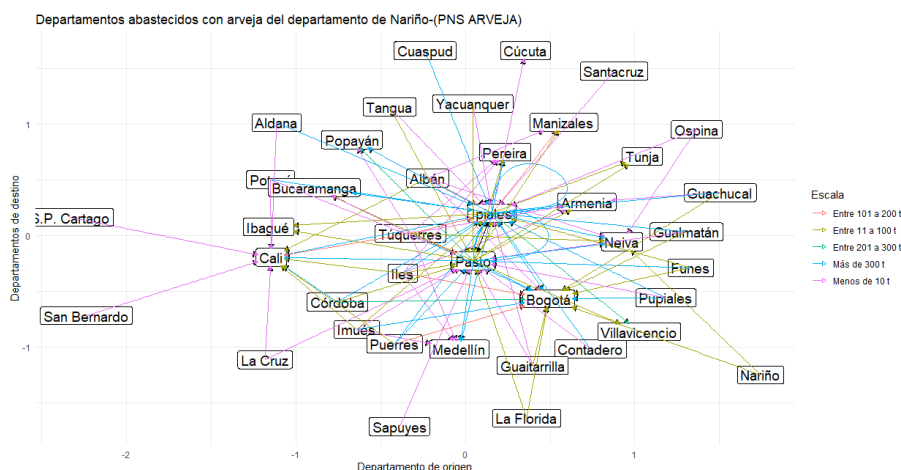 Departamentos abastecidos con arveja del departamento de Nariño-(PNS ARVEJA)
Cuaspud
Cúcuta
Santacruz
Tangua
Yacuanquer
Aldana
Manizales
Ospina
Popayán
Pereira
Tunja
Albán
Bucaramanga
Guachucal
Armenia
S.P. Cartago
Ipiales
Ibagué
Túquerres
Gualmatán
Neiva
Cali
Pasto
Funes
Iles
Córdoba
Bogotá
Pupiales
San Bernardo
Imués
Villavicencio
Puerres
Medellín
Contadero
La Cruz
Guaitarrilla
Nariño
La Florida
Sapuyes
1
0
-1
-2
-1
0
1
Departamentos de destino
Departamento de origen
Escala
Entre 101 a 200 t
Entre 11 a 100 t
Entre 201 a 300 t
Más de 300 t
Menos de 10 t